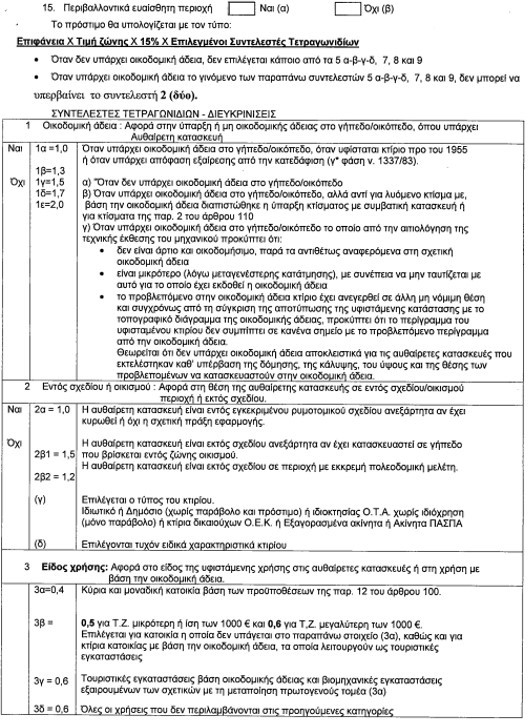 15. Περιβαλλοντικά ευαίσθητη περιοχή Ναι (α) Όχι (β)
Το πρόστιμο θα υπολογίζεται με τον τύπο:
Επιφάνεια Χ Τιμή ζώνης Χ 15% Χ Επιλεγμένοι Συντελεστές Τετραγωνιδίων
• Όταν δεν υπάρχει οικοδομική άδεια, δεν επιλέγεται κάποιο από τα 5 α-β-γ-δ, 7, 8 και 9
• Όταν υπάρχει οικοδομική άδεια το γινόμενο των παραπάνω συντελεστών 5 α-β-γ-δ, 7, 8 και 9, δεν μπορεί να
υπερβαίνει το συντελεστή 2 (δύο).
ΣΥΝΤΕΛΕΣΤΕΣ ΤΕΤΡΑΓΩΝΙΔΙΩΝ - ΔΙΕΥΚΡΙΝΙΣΕΙΣ
1 Οικοδομική άδεια : Αφορά στην ύπαρξη ή μη οικοδομικής άδειας στο γήπεδο/οικόπεδο, όπου υπάρχει
Αυθαίρετη κατασκευή
Ναι 1α =1,0 Όταν υπάρχει οικοδομική άδεια στο γήπεδο/οικόπεδο, όταν υφίσταται κτίριο προ του 1955
ή όταν υπάρχει απόφαση εξαίρεσης από την κατεδάφιση (γ* φάση ν. 1337/83).
1β=1,3
Όχι 1γ=1,5 α) "Όταν δεν υπάρχει οικοδομική άδεια στο γήπεδο/οικόπεδο
1δ=1,7 β) Όταν υπάρχει οικοδομική άδεια στο γήπεδο/οικόπεδο, αλλά αντί για λυόμενο κτίσμα με,
1ε=2,0 βάση την οικοδομική άδεια διαπιστώθηκε η ύπαρξη κτίσματος με συμβατική κατασκευή ή
για κτίσματα της παρ. 2 του άρθρου 110
γ) Όταν υπάρχει οικοδομική άδεια στο γήπεδο/οικόπεδο το οποίο από την αιτιολόγηση της
τεχνικής έκθεσης του μηχανικού προκύπτει ότι:
• δεν είναι άρτιο και οικοδομήσιμο, παρά τα αντιθέτως αναφερόμενα στη σχετική
οικοδομική άδεια
• είναι μικρότερο (λόγω μεταγενέστερης κατάτμησης), με συνέπεια να μην ταυτίζεται με
αυτό για το οποίο έχει εκδοθεί η οικοδομική άδεια
• το προβλεπόμενο στην οικοδομική άδεια κτίριο έχει ανεγερθεί σε άλλη μη νόμιμη θέση
και συγχρόνως από τη σύγκριση της αποτύπωσης της υφιστάμενης κατάστασης με το
τοπογραφικό διάγραμμα της οικοδομικής άδειας, προκύπτει ότι το περίγραμμα του
υφισταμένου κτιρίου δεν συμπίπτει σε κανένα σημείο με το προβλεπόμενο περίγραμμα
από την οικοδομική άδεια.
Θεωρείται ότι δεν υπάρχει οικοδομική άδεια αποκλειστικά για τις αυθαίρετες κατασκευές που
εκτελέστηκαν καθ' υπέρβαση της δόμησης, της κάλυψης, του ύψους και της θέσης των
προβλεπομένων να κατασκευαστούν στην οικοδομική άδεια.
2 Εντός σχεδίου ή οικισμού : Αφορά στη θέση της αυθαίρετης κατασκευής σε εντός σχεδίου/οικισμού
περιοχή ή εκτός σχεδίου.
Ναι 2α = 1,0 Η αυθαίρετη κατασκευή είναι εντός εγκεκριμένου ρυμοτομικού σχεδίου ανεξάρτητα αν έχει
κυρωθεί ή όχι η σχετική πράξη εφαρμογής.
Όχι Η αυθαίρετη κατασκευή είναι εκτός σχεδίου ανεξάρτητα αν έχει κατασκευαστεί σε γήπεδο
2β1 = 1,5 που βρίσκεται εντός ζώνης οικισμού.
Η αυθαίρετη κατασκευή είναι εκτός σχεδίου σε περιοχή με εκκρεμή πολεοδομική μελέτη.
2β2 = 1,2
(γ) Επιλέγεται ο τύπος του κτιρίου.
Ιδιωτικό ή Δημόσιο (χωρίς παράβολο και πρόστιμο) ή ιδιοκτησίας Ο.Τ.Α. χωρίς ιδιόχρηση
(μόνο παράβολο) ή κτίρια δικαιούχων Ο.Ε.Κ. ή Εξαγορασμένα ακίνητα ή Ακίνητα ΠΑΣΠΑ
(δ) Επιλέγονται τυχόν ειδικά χαρακτηριστικά κτιρίου
3 Είδος χρήσης: Αφορά στο είδος της υφισταμένης χρήσης στις αυθαίρετες κατασκευές ή στη χρήση με
βάση την οικοδομική άδεια.
3α=0,4 Κύρια και μοναδική κατοικία βάση των προϋποθέσεων της παρ. 12 του άρθρου 100.
3β = 0,5 για Τ.Ζ. μικρότερη ή ίση των 1000 € και 0,6 για Τ.Ζ. μεγαλύτερη των 1000 €.
Επιλέγεται για κατοικία η οποία δεν υπάγεται στο παραπάνω στοιχείο (3α), καθώς και για
κτίρια κατοικίας με βάση την οικοδομική άδεια, τα οποία λειτουργούν ως τουριστικές
εγκαταστάσεις
3γ = 0,6 Τουριστικές εγκαταστάσεις βάση οικοδομικής άδειας και βιομηχανικές εγκαταστάσεις
εξαιρουμένων των σχετικών με τη μεταποίηση πρωτογενούς τομέα (3α)
3δ = 0,6 Όλες οι χρήσεις που δεν περιλαμβάνονται στις προηγούμενες κατηγορίες